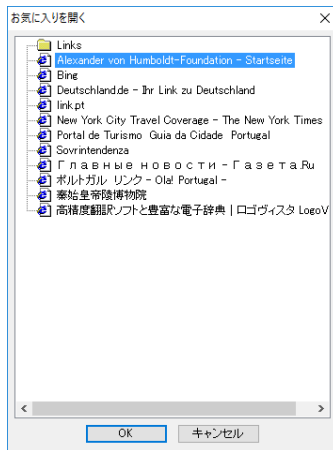 お気に入りを開く
Links
Alexander von Humboldt-Foundation - Startseite
Bing
Deutschland.de - Ihr Link zu Deutschland
link.pt
New York City Travel Coverage - The New York Times
Portal de Turismo Guia da Cidade Portugal
Sovrintendenza
Главные новости - Газета.Ru
ポルトガル リンク - Ola! Portugal -
秦始皇帝陵博物院
高精度翻訳ソフトと豊富な電子辞典 | ロゴヴィスタ LogoV
OK
キャンセル